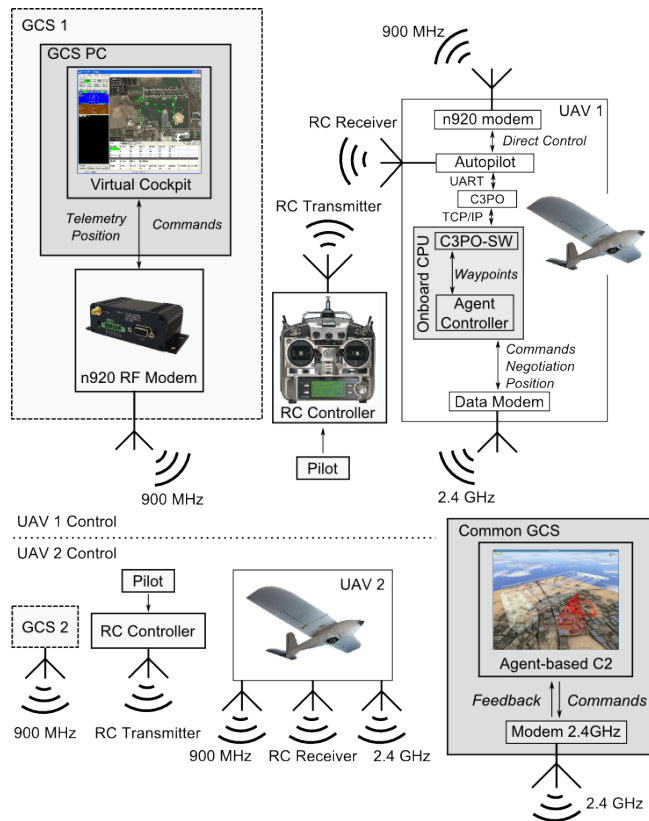 GCS 1
GCS PC
Virtual Cockpit
Telemetry
Position
Commands
n920 RF Modem
900 MHz
RC Transmitter
RC Controller
Pilot
900 MHz
RC Receiver
UAV 1
n920 modem
Direct Control
Autopilot
UART
C3PO
TCP/IP
Onboard CPU
C3PO-SW
Waypoints
Agent
Controller
Commands
Negotiation
Position
Data Modem
2.4 GHz
UAV 1 Control
UAV 2 Control
GCS 2
900 MHz
Pilot
RC Controller
RC Transmitter
UAV 2
900 MHz
RC Receiver
2.4 GHz
Common GCS
Agent-based C2
Feedback
Commands
Modem 2.4GHz
2.4 GHz